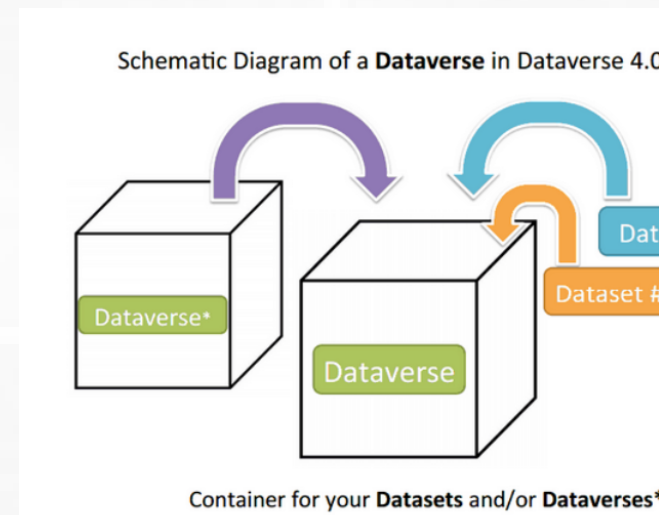 Schematic Diagram of a Dataverse in Dataverse 4.0
Dat
Dataset #
Dataverse*
Dataverse
Container for your Datasets and/or Dataverses*